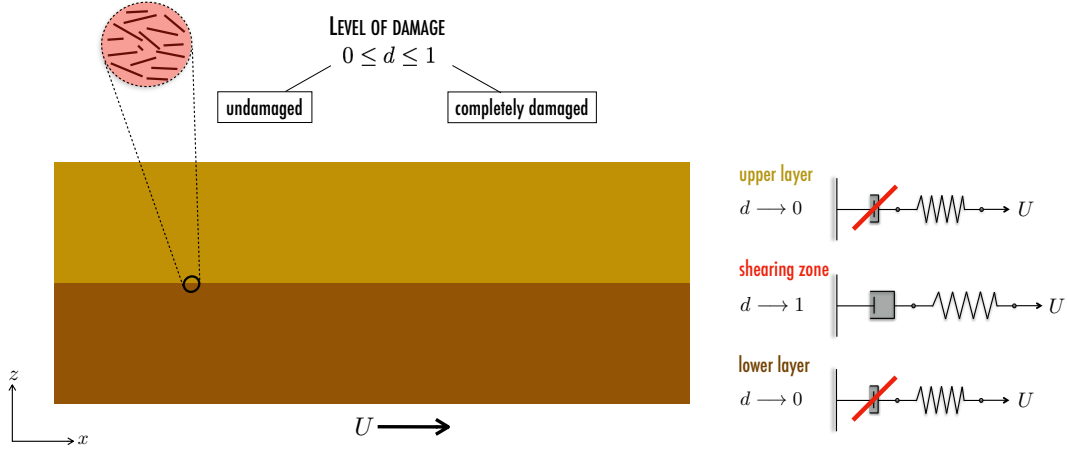 LEVEL OF DAMAGE
0 ≤ d ≤ 1
undamaged
completely damaged
upper layer
d → 0
U
shearing zone
d → 1
U
lower layer
d → 0
U
z
x
U